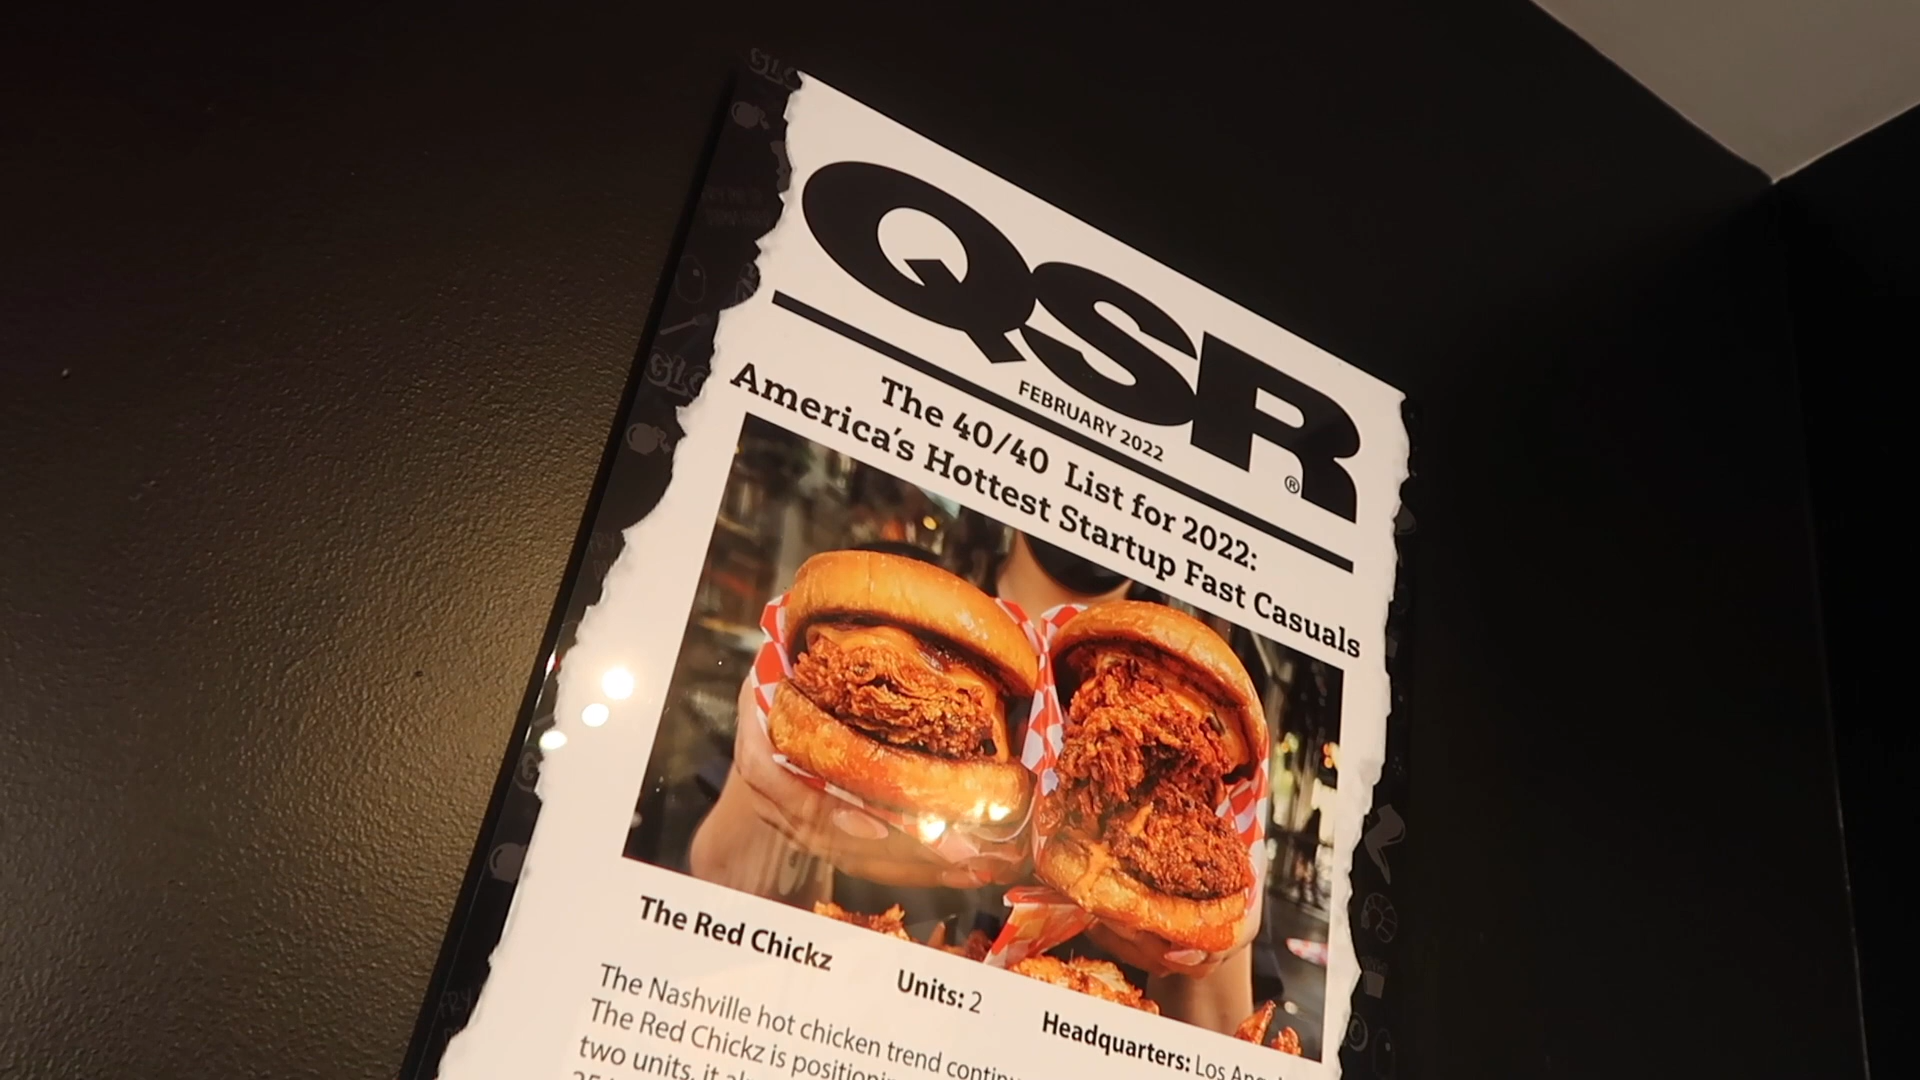 QSR
®
FEBRUARY 2022
The 40/40 List for 2022:
America's Hottest Startup Fast Casuals
The Red Chickz
Units: 2
Headquarters: Los
The Nashville hot chicken trend
The Red Chickz is
two units, it